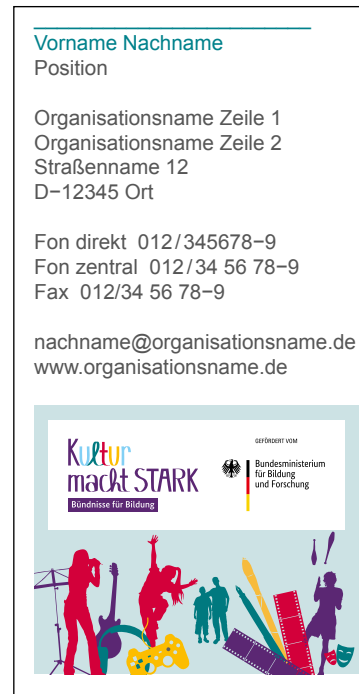 Vorname Nachname
Position
Organisationsname Zeile 1
Organisationsname Zeile 2
Straßenname 12
D−12345 Ort
Fon direkt  012/345678−9
Fon zentral  012/34 56 78−9
Fax  012/34 56 78−9
nachname@organisationsname.de
www.organisationsname.de
Kultur
macht STARK
Bündnisse für Bildung
GEFÖRDERT VOM
Bundesministerium
für Bildung
und Forschung